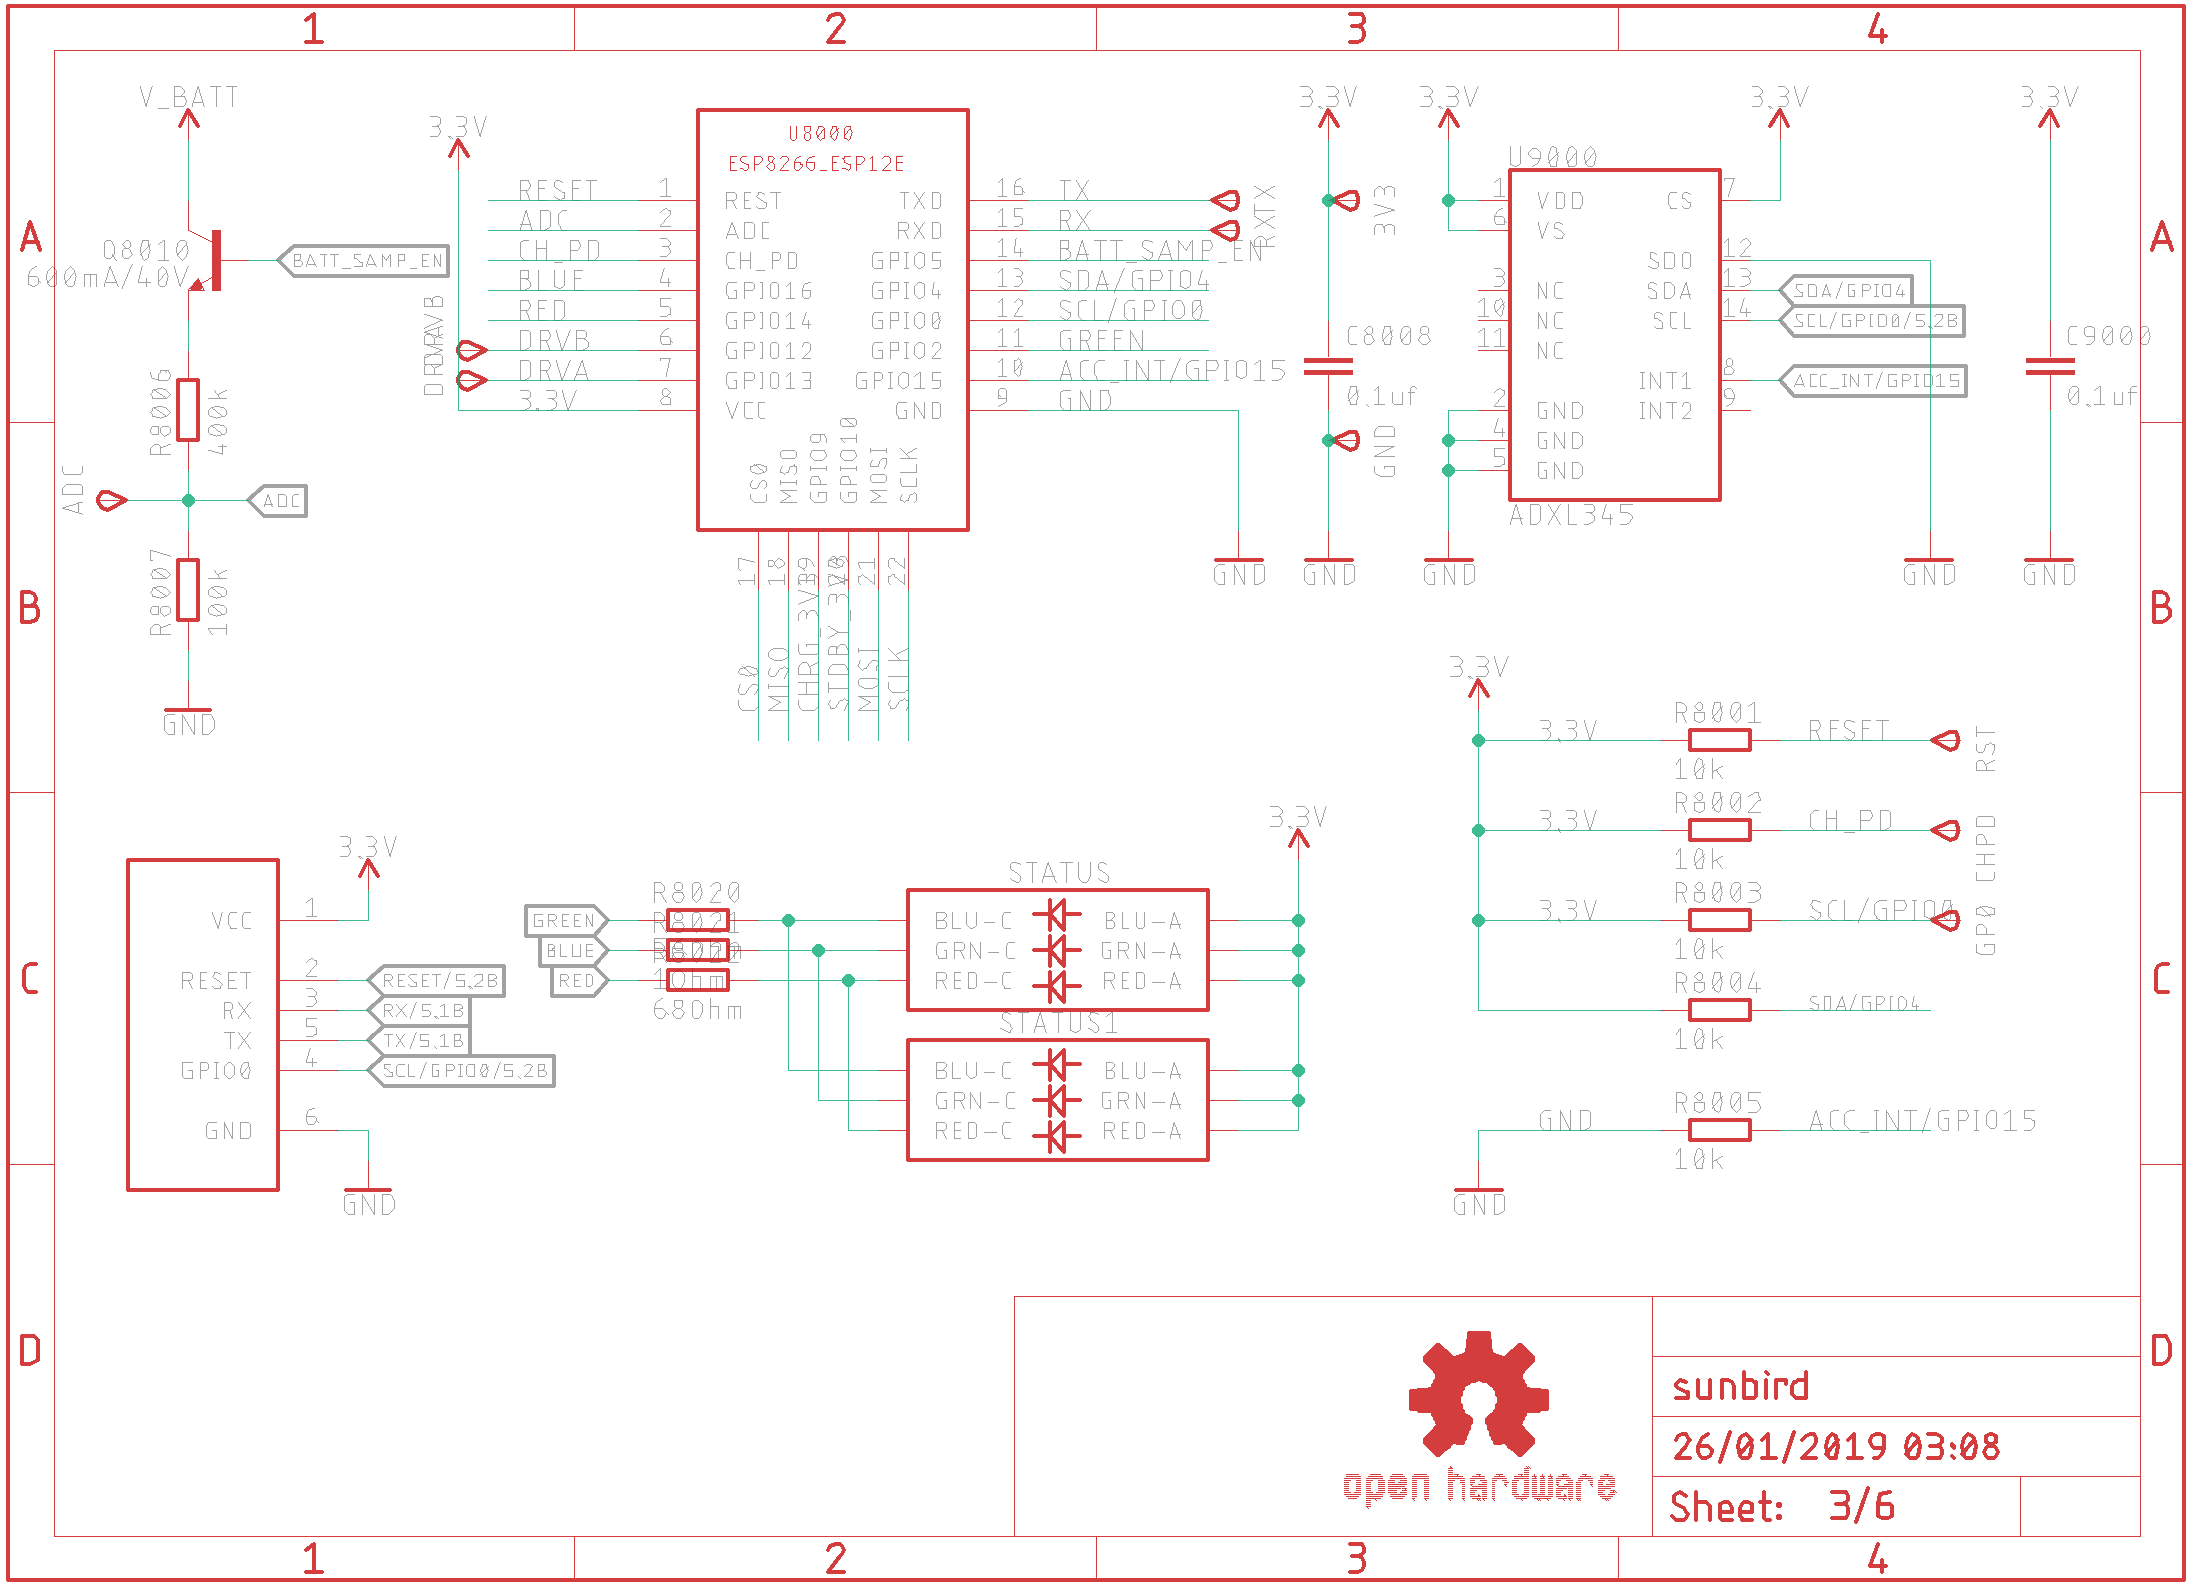 1 2 3 4
A
B
C
D
A
B
C
D
1 2 3 4
V_BATT
Q8010
600mA/40V
BATT_SAMP_EN
R8006
400k
ADC
ADC
R8007
100k
GND
3.3V
U8000
ESP8266_ESP12E
RESET 1 REST
ADC 2 ADC
CH_PD 3 CH_PD
BLUE 4 GPIO16
RED 5 GPIO14
DRVB 6 GPIO12
DRVA 7 GPIO13
3.3V 8 VCC
DRVB
DRVA
TXD 16 TX
RXD 15 RX
GPIO5 14 BATT_SAMP_EN
GPIO4 13 SDA/GPIO4
GPIO0 12 SCL/GPIO0
GPIO2 11 GREEN
GPIO15 10 ACC_INT/GPIO15
GND 9 GND
TX
RX
CS0 17 CS0
MISO 18 MISO
GPIO9 19 CHRG_3V3
GPIO10 20 STDBY_3V3
MOSI 21 MOSI
SCLK 22 SCLK
GND
3.3V
3V3
C8008
0.1uf
GND
GND
3.3V
U9000
1 VDD
6 VS
3 NC
10 NC
11 NC
2 GND
4 GND
5 GND
CS 7
SDO 12
SDA 13
SCL 14
INT1 8
INT2 9
ADXL345
GND
3.3V
SDA/GPIO4
SCL/GPIO0/5.2B
ACC_INT/GPIO15
GND
3.3V
C9000
0.1uf
GND
3.3V
3.3V R8001 RESET RST
10k
3.3V R8002 CH_PD CHPD
10k
3.3V R8003 SCL/GPIO0 GP0
10k
R8004 SDA/GPIO4
10k
GND R8005 ACC_INT/GPIO15
10k
GND
3.3V
VCC 1
RESET 2 RESET/5.2B
RX 3 RX/5.1B
TX 5 TX/5.1B
GPIO0 4 SCL/GPIO0/5.2B
GND 6
GND
GREEN
BLUE
RED
R8020
R8021
1Ohm
68Ohm
STATUS
BLU-C BLU-A
GRN-C GRN-A
RED-C RED-A
STATUS1
BLU-C BLU-A
GRN-C GRN-A
RED-C RED-A
3.3V
open hardware
sunbird
26/01/2019 03:08
Sheet: 3/6